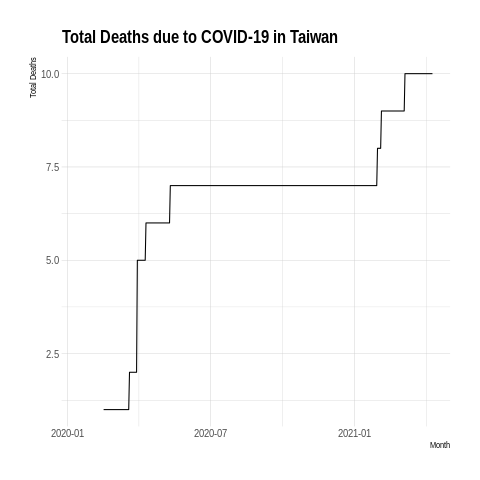 Total Deaths due to COVID-19 in Taiwan
Total Deaths
10.0
7.5
5.0
2.5
2020-01
2020-07
2021-01
Month